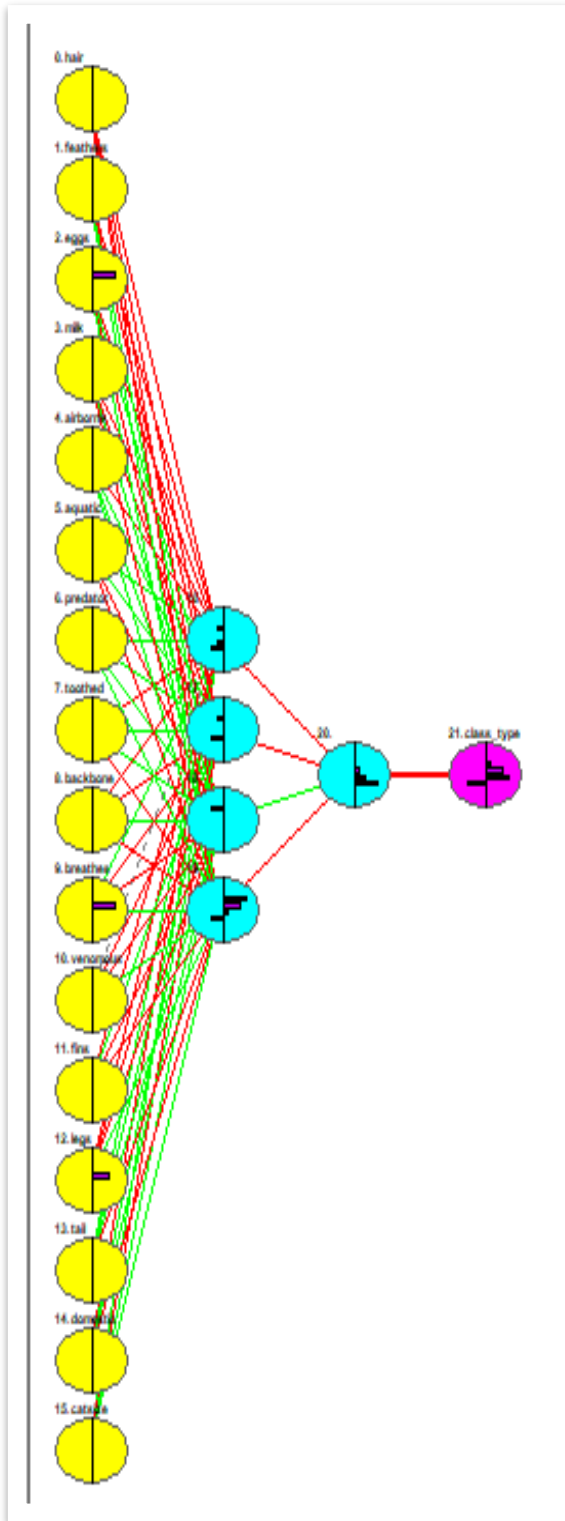 0. hair
1. feathers
2. eggs
3. milk
4. airborne
5. aquatic
6. predator
7. toothed
8. backbone
9. breathes
10. venomous
11. fins
12. legs
13. tail
14. domestic
15. catsize
20.
21. class_type